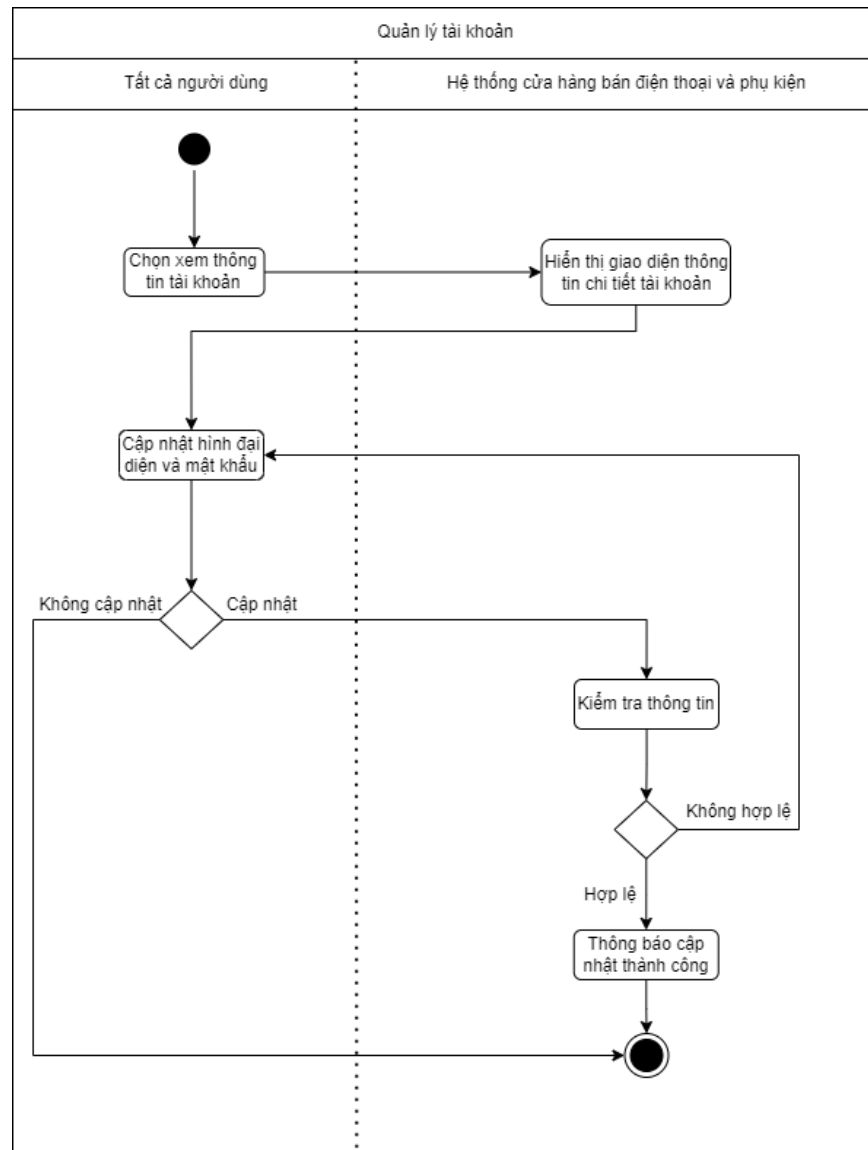 Quản lý tài khoản
Tất cả người dùng
Hệ thống cửa hàng bán điện thoại và phụ kiện
Chọn xem thông
tin tài khoản
Hiển thị giao diện thông
tin chi tiết tài khoản
Cập nhật hình đại
diện và mật khẩu
Không cập nhật
Cập nhật
Kiểm tra thông tin
Không hợp lệ
Hợp lệ
Thông báo cập
nhật thành công